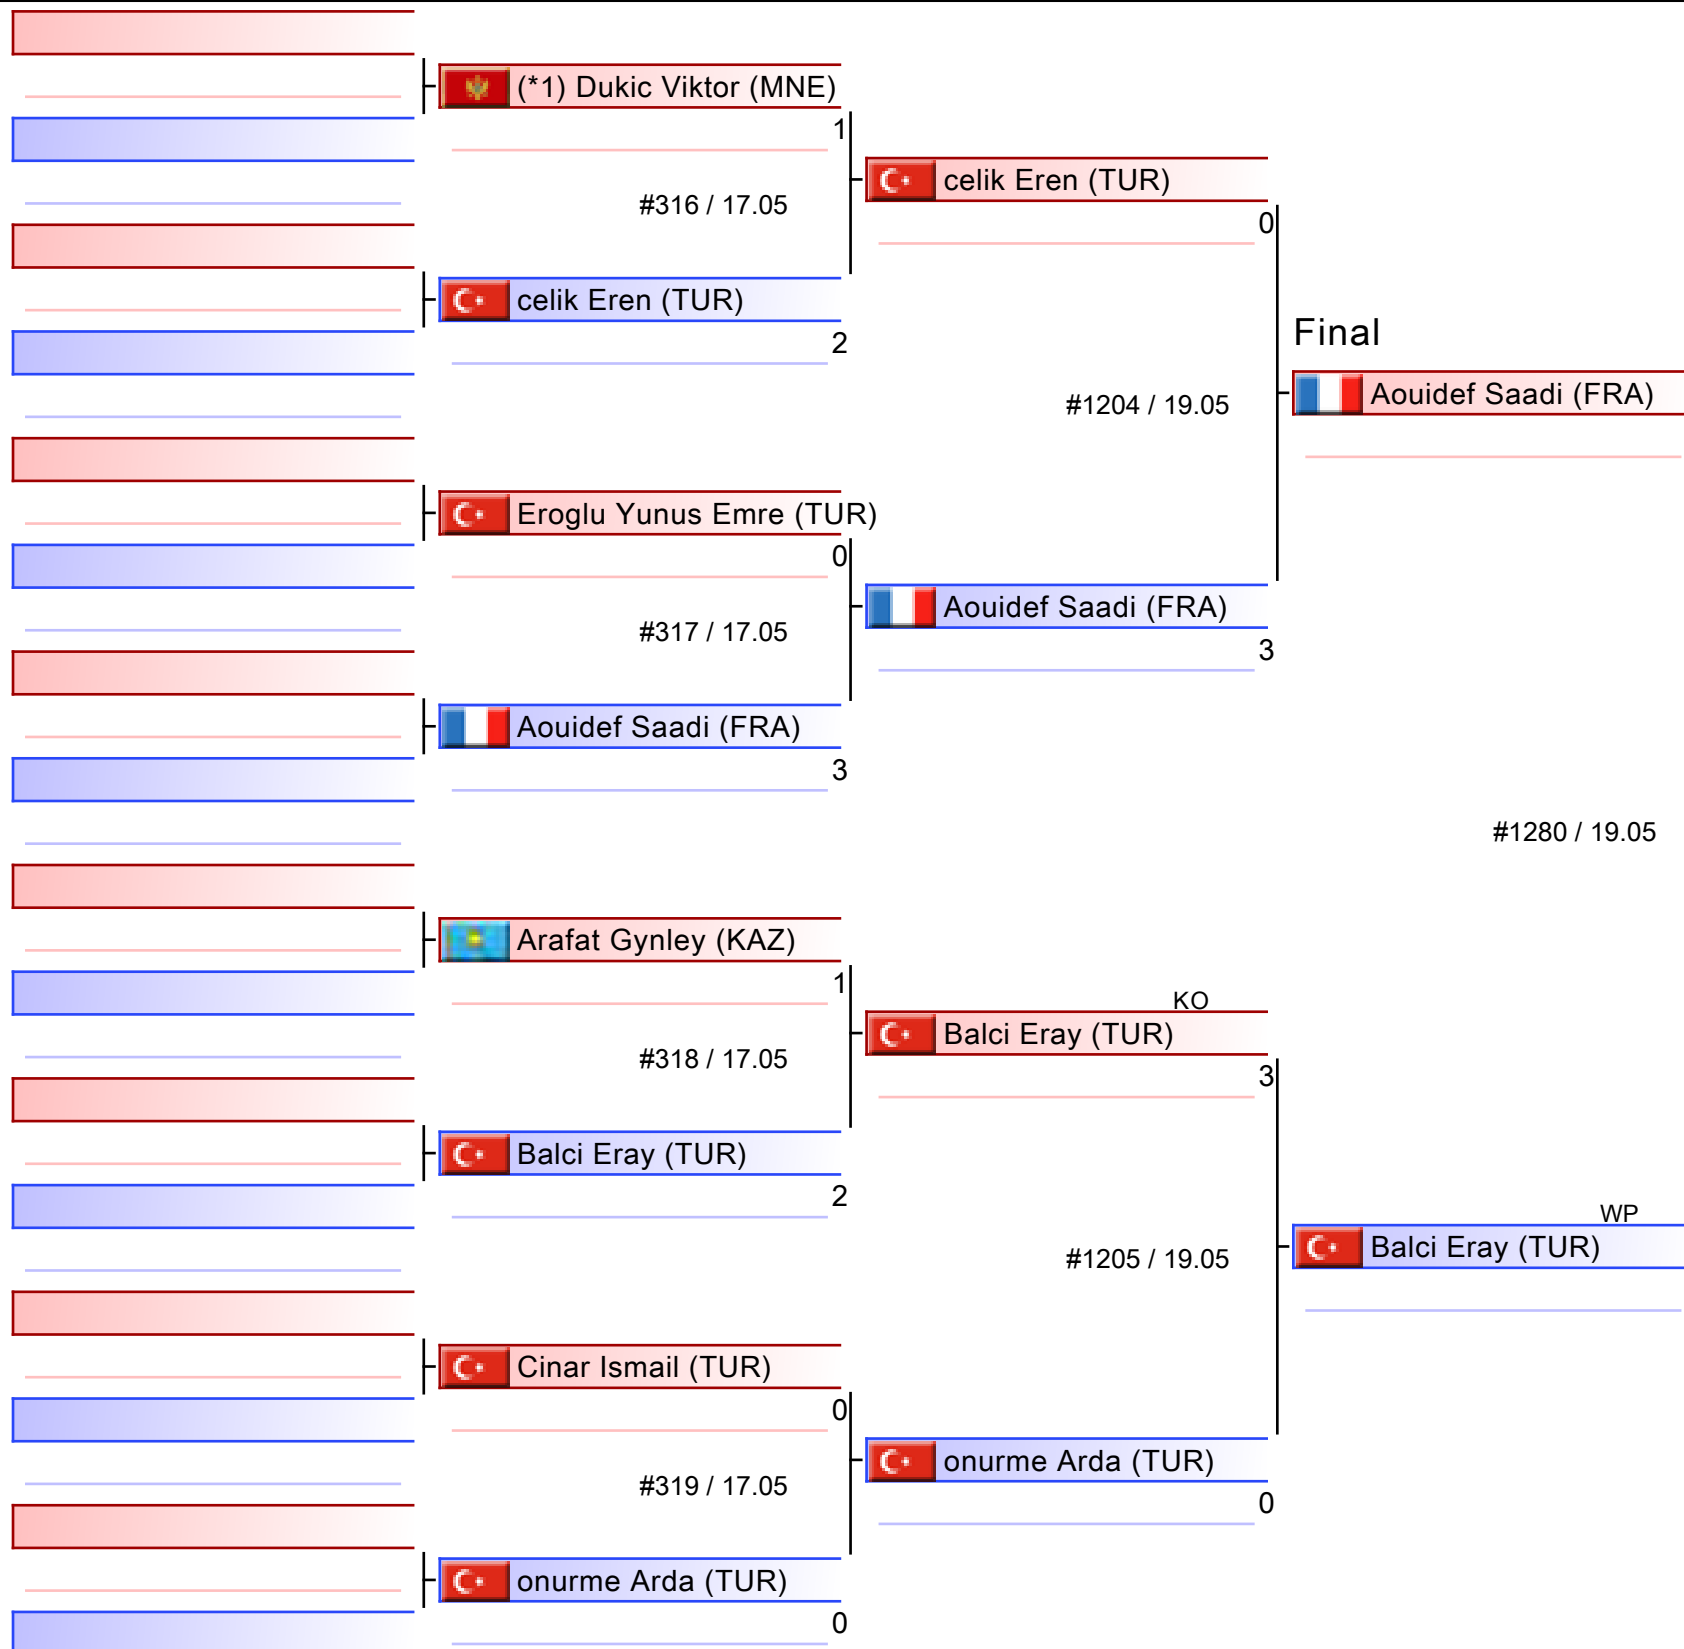 (*1) Dukic Viktor (MNE)
1
celik Eren (TUR)
#316 / 17.05
0
celik Eren (TUR)
2
Final
Aouidef Saadi (FRA)
#1204 / 19.05
Eroglu Yunus Emre (TUR)
0
Aouidef Saadi (FRA)
#317 / 17.05
3
Aouidef Saadi (FRA)
3
#1280 / 19.05
Arafat Gynley (KAZ)
1
KO
Balci Eray (TUR)
#318 / 17.05
3
Balci Eray (TUR)
2
WP
Balci Eray (TUR)
#1205 / 19.05
Cinar Ismail (TUR)
0
onurme Arda (TUR)
#319 / 17.05
0
onurme Arda (TUR)
0